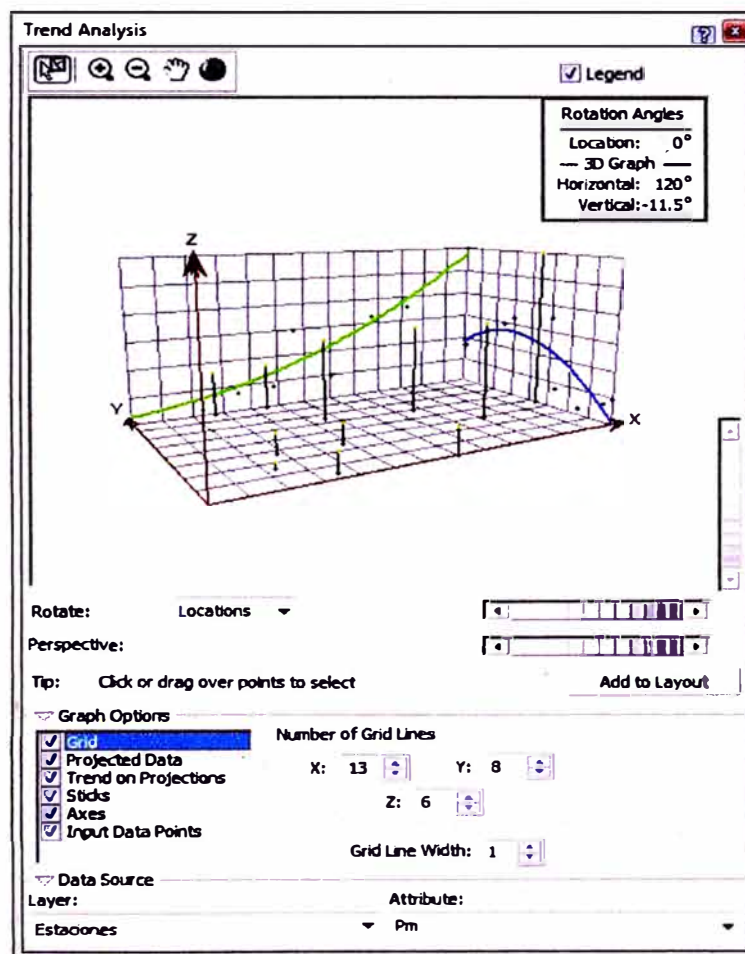 Trend Analysis
Legend
Rotation Angles
Location: 0°
3D Graph
Horizontal: 120°
Vertical:-11.5°
Z
Y
X
Rotate: Locations
Perspective:
Tip: Click or drag over points to select Add to Layout
Graph Options
Grid
Projected Data
Trend on Projections
Sticks
Axes
Input Data Points
Number of Grid Lines
X: 13 Y: 8
Z: 6
Grid Line Width: 1
Data Source
Layer: Attribute:
Estaciones Pm